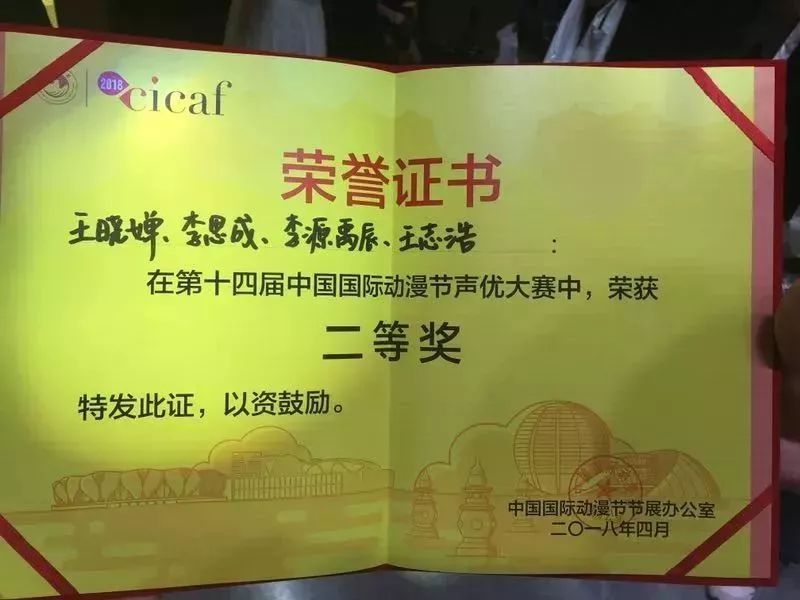 2018
cicaf
荣誉证书
王晓婵、李思成、李源禹辰、王志浩:
在第十四届中国国际动漫节声优大赛中，荣获
二等奖
特发此证，以资鼓励。
中国国际动漫节节展办公室
二〇一八年四月